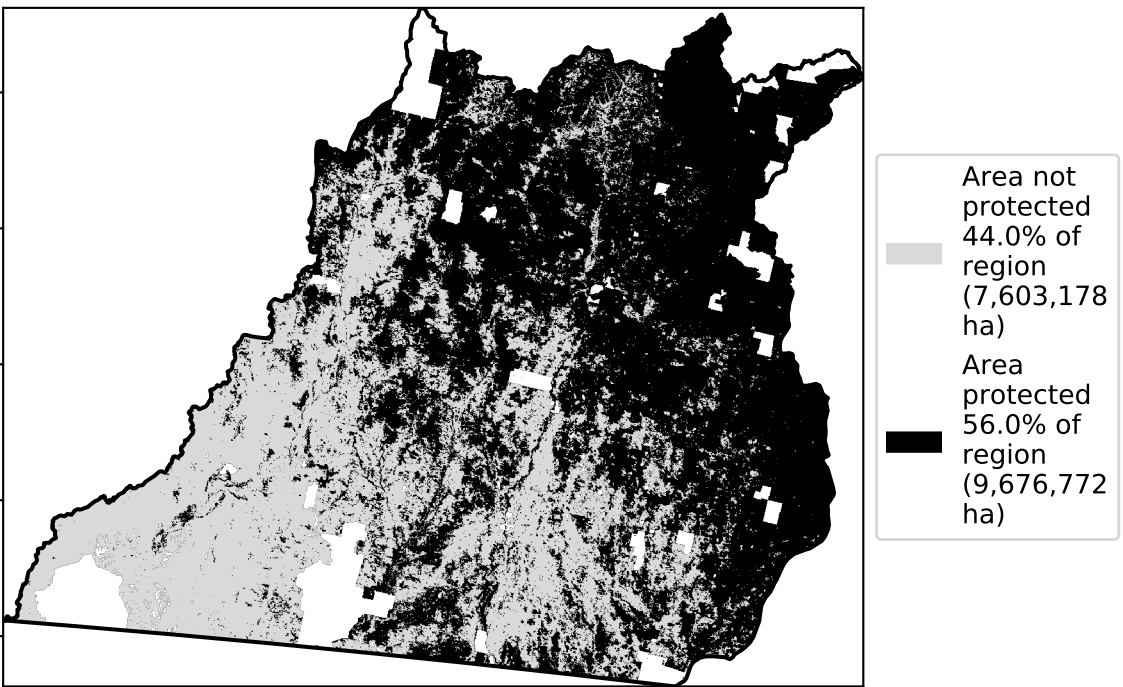 Area not
protected
44.0% of
region
(7,603,178
ha)
Area
protected
56.0% of
region
(9,676,772
ha)